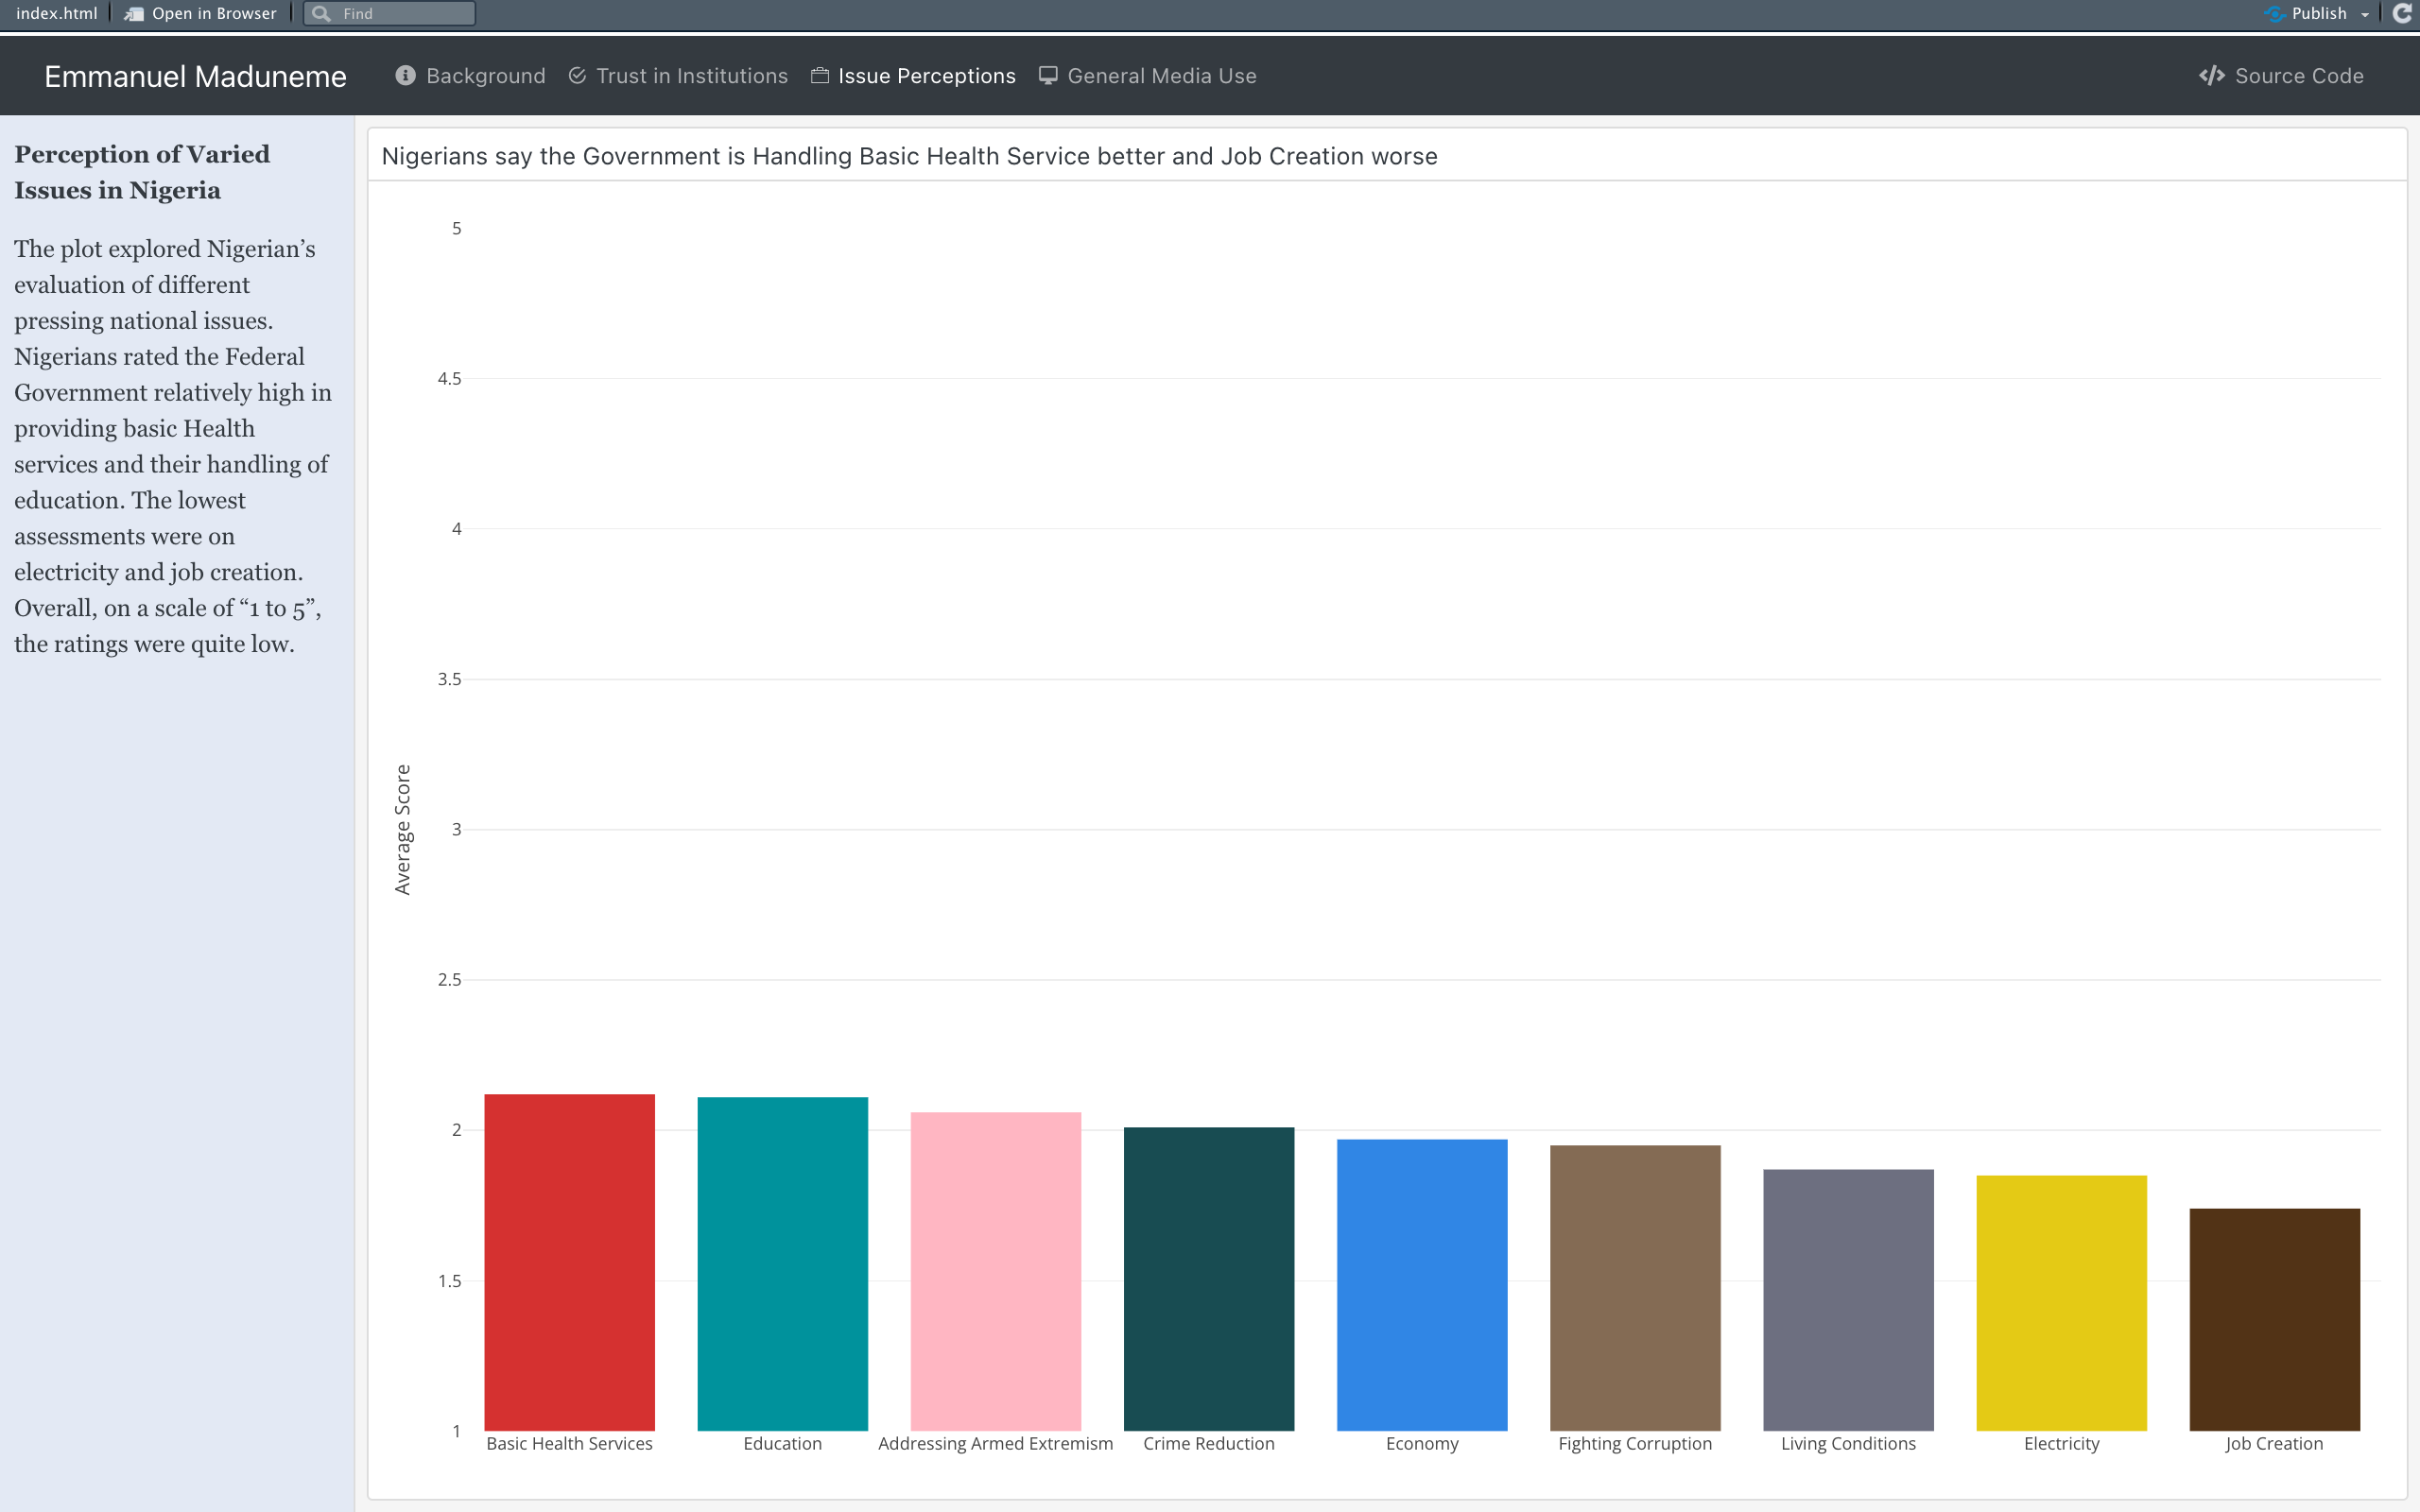 index.html Open in Browser Find Publish
Emmanuel Maduneme Background Trust in Institutions Issue Perceptions General Media Use Source Code
Perception of Varied
Issues in Nigeria
The plot explored Nigerian’s
evaluation of different
pressing national issues.
Nigerians rated the Federal
Government relatively high in
providing basic Health
services and their handling of
education. The lowest
assessments were on
electricity and job creation.
Overall, on a scale of “1 to 5”,
the ratings were quite low.
Nigerians say the Government is Handling Basic Health Service better and Job Creation worse
5
4.5
4
3.5
3
2.5
2
1.5
1
Average Score
Basic Health Services Education Addressing Armed Extremism Crime Reduction Economy Fighting Corruption Living Conditions Electricity Job Creation